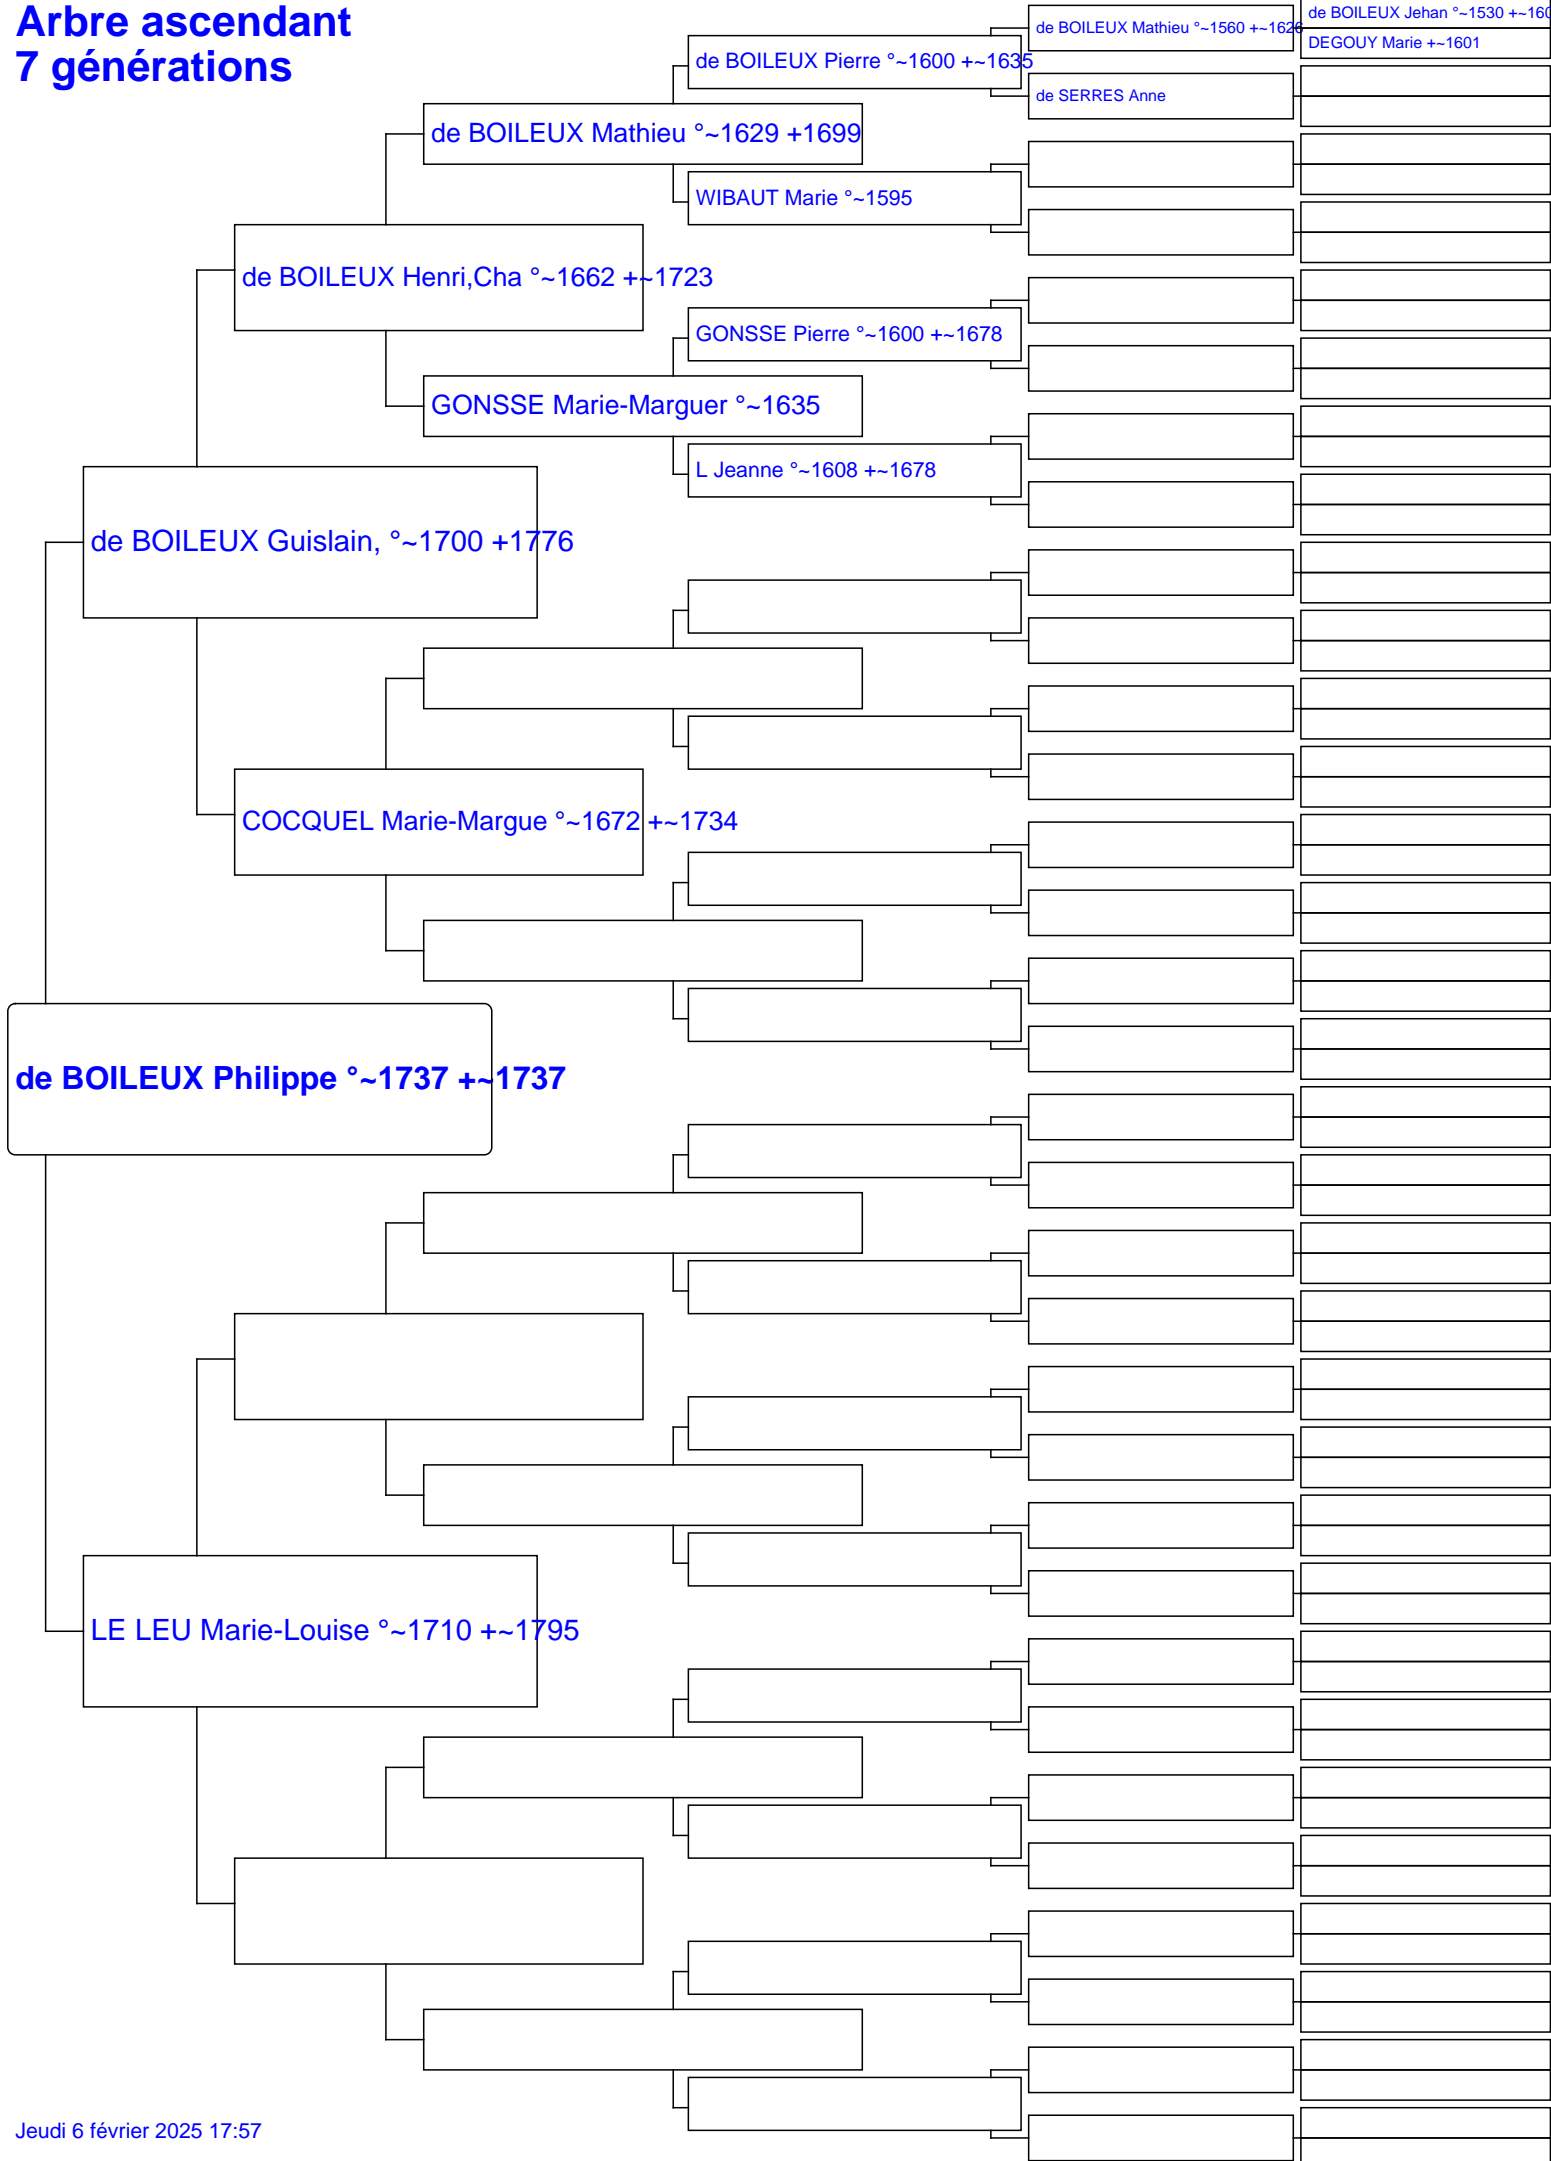 Arbre ascendant
7 générations
de BOILEUX Jehan °~1530 +~160
de BOILEUX Mathieu °~1560 +~1626
DEGOUY Marie +~1601
de BOILEUX Pierre °~1600 +~1635
de SERRES Anne
de BOILEUX Mathieu °~1629 +1699
WIBAUT Marie °~1595
de BOILEUX Henri,Cha °~1662 +~1723
GONSSE Pierre °~1600 +~1678
GONSSE Marie-Marguer °~1635
L Jeanne °~1608 +~1678
de BOILEUX Guislain, °~1700 +1776
COCQUEL Marie-Margue °~1672 +~1734
de BOILEUX Philippe °~1737 +~1737
LE LEU Marie-Louise °~1710 +~1795
Jeudi 6 février 2025 17:57